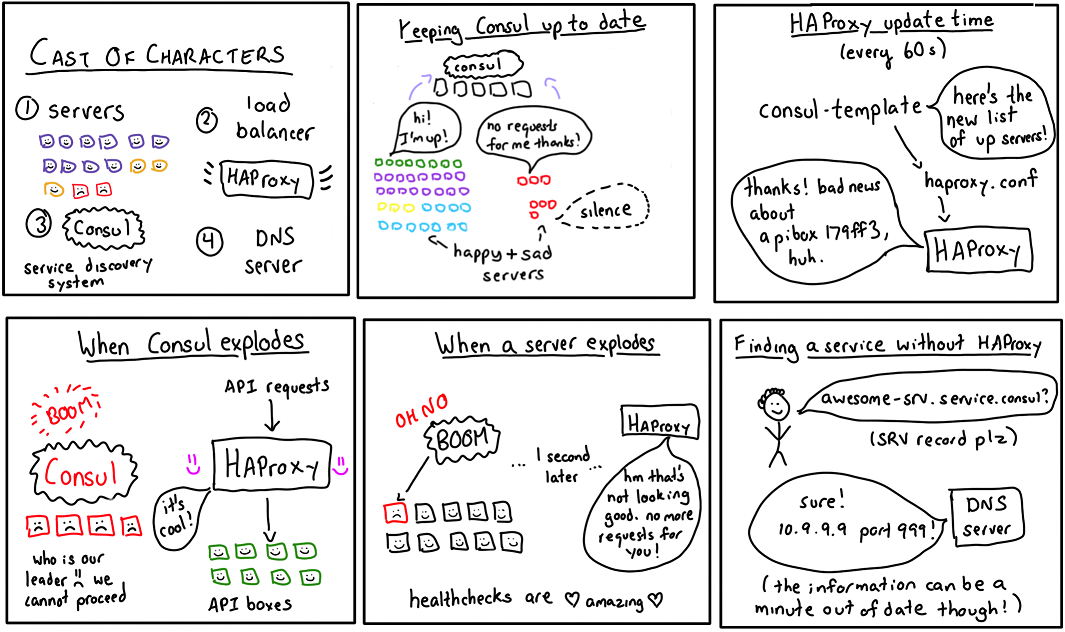 CAST OF CHARACTERS
① servers
② load
balancer
HAProxy
③ Consul
service discovery
system
④ DNS
server
Keeping Consul up to date
consul
hi!
I'm up!
no requests
for me thanks!
silence
happy + sad
servers
HAProxy update time
(every 60s)
consul-template
here's the
new list
of up servers!
haproxy.conf
thanks! bad news
about
apibox 179ff3,
huh.
HAProxy
When Consul explodes
BOOM
Consul
who is our
leader we
cannot proceed
API requests
HAProxy
it's
cool!
API boxes
When a server explodes
OH NO
BOOM
... 1 second
later ...
HAProxy
hm that's
not looking
good. no more
requests for
you!
healthchecks are ♡ amazing ♡
Finding a service without HAProxy
awesome-srv.service.consul?
(SRV record plz)
sure!
10.9.9.9 port 999!
DNS
server
(the information can be a
minute out of date though!)